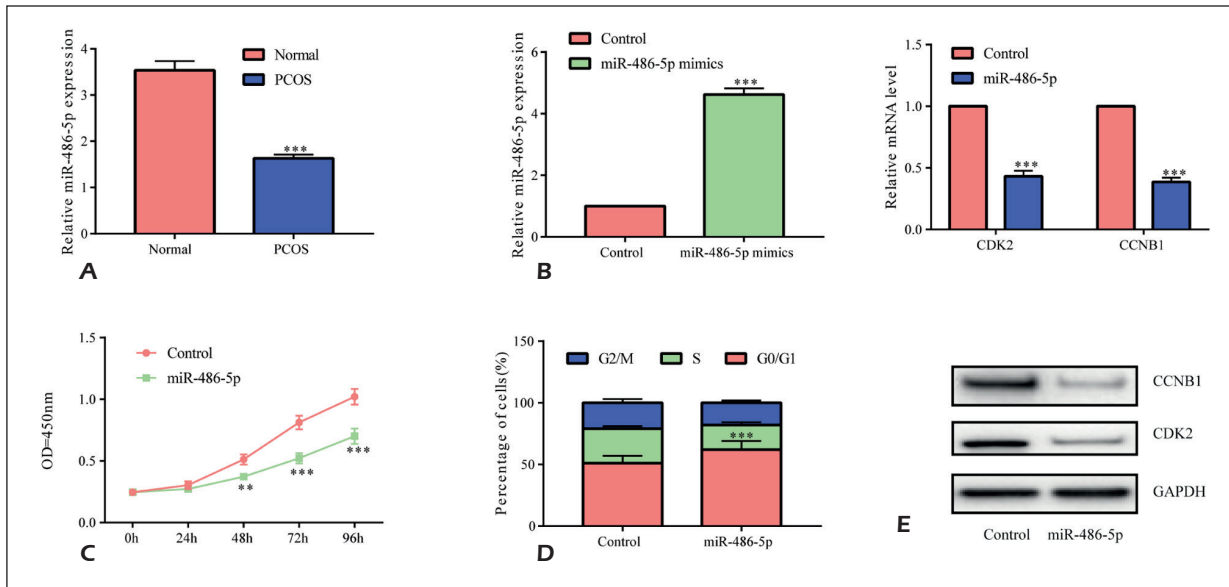 Relative miR-486-5p expression
4
3
2
1
0
Normal
PCOS
***
Normal
PCOS
A
Relative miR-486-5p expression
6
4
2
0
Control
miR-486-5p mimics
***
Control
miR-486-5p mimics
B
Relative mRNA level
1.5
1.0
0.5
0.0
Control
miR-486-5p
***
***
CDK2
CCNB1
OD=450nm
1.5
1.0
0.5
0.0
Control
miR-486-5p
**
***
***
0h
24h
48h
72h
96h
C
Percentage of cells(%)
150
100
50
0
G2/M
S
G0/G1
***
Control
miR-486-5p
D
CCNB1
CDK2
GAPDH
Control
miR-486-5p
E